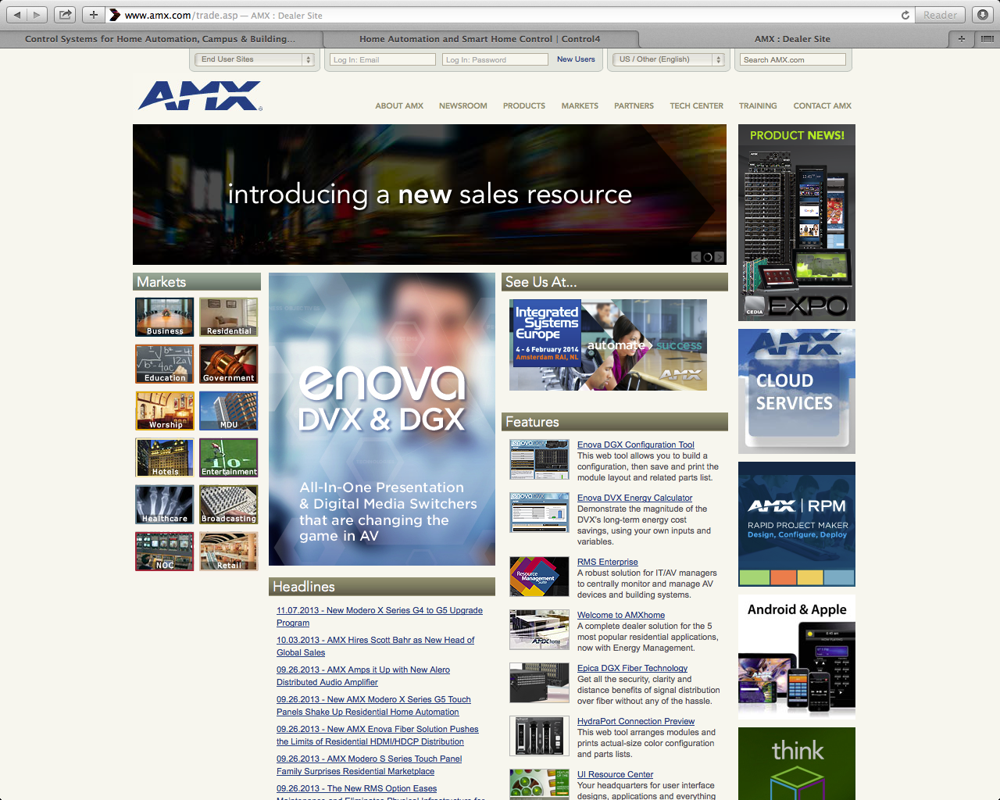 www.amx.com/trade.asp — AMX : Dealer Site
Reader
Control Systems for Home Automation, Campus & Building...
Home Automation and Smart Home Control | Control4
AMX : Dealer Site
End User Sites
Log In: Email
Log In: Password
New Users
US / Other (English)
Search AMX.com
AMX
ABOUT AMX
NEWSROOM
PRODUCTS
MARKETS
PARTNERS
TECH CENTER
TRAINING
CONTACT AMX
introducing a new sales resource
PRODUCT NEWS!
CEDIA
EXPO
Markets
Business
Residential
Education
Government
Worship
MDU
Hotels
Entertainment
Healthcare
Broadcasting
NOC
Retail
enova
DVX & DGX
All-In-One Presentation
& Digital Media Switchers
that are changing the
game in AV
Headlines
11.07.2013 - New Modero X Series G4 to G5 Upgrade
Program
10.03.2013 - AMX Hires Scott Bahr as New Head of
Global Sales
09.26.2013 - AMX Amps it Up with New Alero
Distributed Audio Amplifier
09.26.2013 - New AMX Modero X Series G5 Touch
Panels Shake Up Residential Home Automation
09.26.2013 - New AMX Enova Fiber Solution Pushes
the Limits of Residential HDMI/HDCP Distribution
09.26.2013 - AMX Modero S Series Touch Panel
Family Surprises Residential Marketplace
09.26.2013 - The New RMS Option Eases
Maintenance and Eliminates Physical Infrastructure for
See Us At...
Integrated
Systems
Europe
4 - 6 February 2014
Amsterdam RAI, NL
automate > success
AMX
Features
Enova DGX Configuration Tool
This web tool allows you to build a
configuration, then save and print the
module layout and related parts list.
Enova DVX Energy Calculator
Demonstrate the magnitude of the
DVX's long-term energy cost
savings, using your own inputs and
variables.
Resource
Management
Suite
RMS Enterprise
A robust solution for IT/AV managers
to centrally monitor and manage AV
devices and building systems.
AMX home
Welcome to AMXhome
A complete dealer solution for the 5
most popular residential applications,
now with Energy Management.
Epica DGX Fiber Technology
Get all the security, clarity and
distance benefits of signal distribution
over fiber without any of the hassle.
HydraPort Connection Preview
This web tool arranges modules and
prints actual-size color configuration
and parts lists.
UI Resource Center
Your headquarters for user interface
designs, applications and everything
AMX
CLOUD
SERVICES
AMX | RPM
RAPID PROJECT MAKER
Design, Configure, Deploy
Android & Apple
think